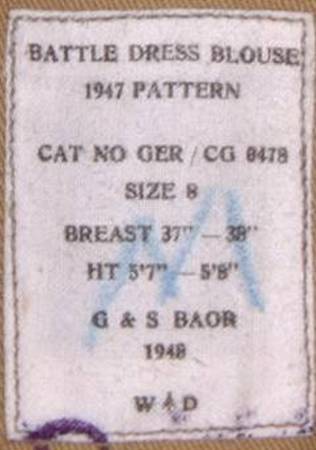 BATTLE DRESS BLOUSE
1947 PATTERN
CAT NO GER / CG 0478
SIZE 8
BREAST 37" — 38"
HT 5'7" — 5'8"
G & S BAOR
1948
W D